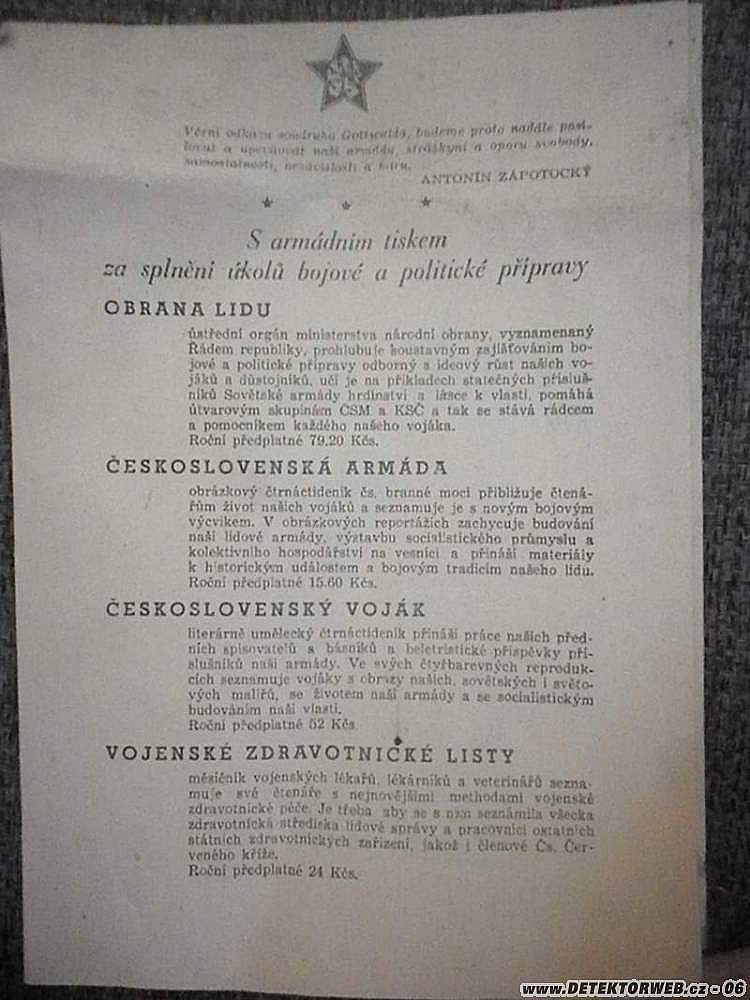 Věrni odkazu soudruha Gottwalda, budeme proto nadále posi-
lovat a upevňovat naši armádu, strážkyni a oporu svobody,
samostatnosti, nezávislosti a míru.
ANTONÍN ZÁPOTOCKÝ
S armádním tiskem
za splnění úkolů bojové a politické přípravy
OBRANA LIDU
ústřední orgán ministerstva národní obrany, vyznamenaný
Řádem republiky, prohlubuje soustavným zajišťováním bo-
jové a politické přípravy odborný a ideový růst našich vo-
jáků a důstojníků, učí je na příkladech statečných přísluš-
níků Sovětské armády hrdinství a lásce k vlasti, pomáhá
útvarovým skupinám ČSM a KSČ a tak se stává rádcem
a pomocníkem každého našeho vojáka.
Roční předplatné 79.20 Kčs.
ČESKOSLOVENSKÁ ARMÁDA
obrázkový čtrnáctideník čs. branné moci přibližuje čtená-
řům život našich vojáků a seznamuje je s novým bojovým
výcvikem. V obrázkových reportážích zachycuje budování
naší lidové armády, výstavbu socialistického průmyslu a
kolektivního hospodářství na vesnici a přináší materiály
k historickým událostem a bojovým tradicím našeho lidu.
Roční předplatné 15.60 Kčs.
ČESKOSLOVENSKÝ VOJÁK
literárně umělecký čtrnáctideník přináší práce našich před-
ních spisovatelů a básníků a beletristické příspěvky pří-
slušníků naší armády. Ve svých čtyřbarevných reproduk-
cích seznamuje vojáky s obrazy našich, sovětských i světo-
vých malířů, se životem naší armády a se socialistickým
budováním naší vlasti.
Roční předplatné 52 Kčs
VOJENSKÉ ZDRAVOTNICKÉ LISTY
měsíčník vojenských lékařů, lékárníků a veterinářů sezna-
muje své čtenáře s nejnovějšími methodami vojenské
zdravotnické péče. Je třeba aby se s ním seznámila všecka
zdravotnická střediska lidové správy a pracovníci ostatních
státních zdravotnických zařízení, jakož i členové Čs. Čer-
veného kříže.
Roční předplatné 24 Kčs.
www.DETEKTORWEB.cz - 06